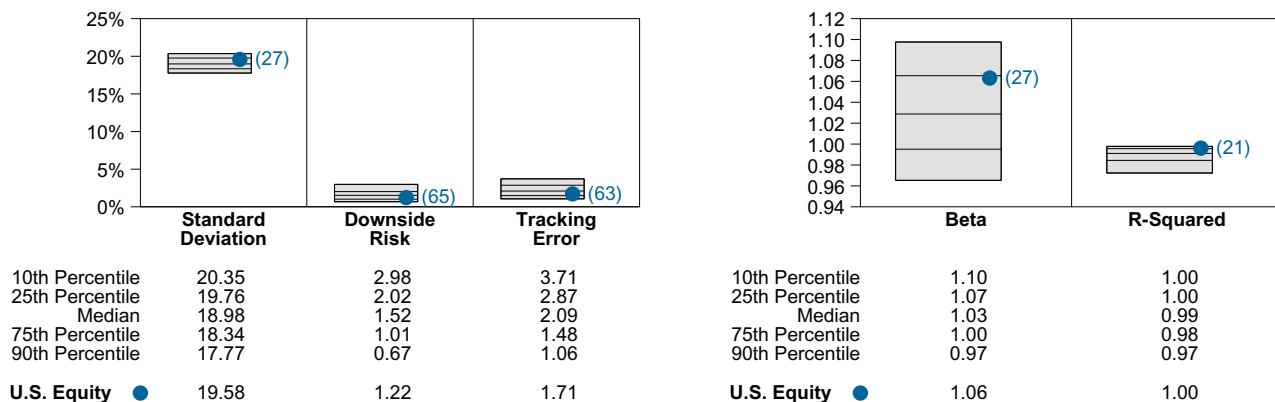 25%
20%
15%
10%
5%
0%
(27)
(65)
(63)
Standard Deviation
Downside Risk
Tracking Error
10th Percentile 20.35 2.98 3.71
25th Percentile 19.76 2.02 2.87
Median 18.98 1.52 2.09
75th Percentile 18.34 1.01 1.48
90th Percentile 17.77 0.67 1.06
U.S. Equity 19.58 1.22 1.71
1.12
1.10
1.08
1.06
1.04
1.02
1.00
0.98
0.96
0.94
(27)
(21)
Beta
R-Squared
10th Percentile 1.10 1.00
25th Percentile 1.07 1.00
Median 1.03 0.99
75th Percentile 1.00 0.98
90th Percentile 0.97 0.97
U.S. Equity 1.06 1.00